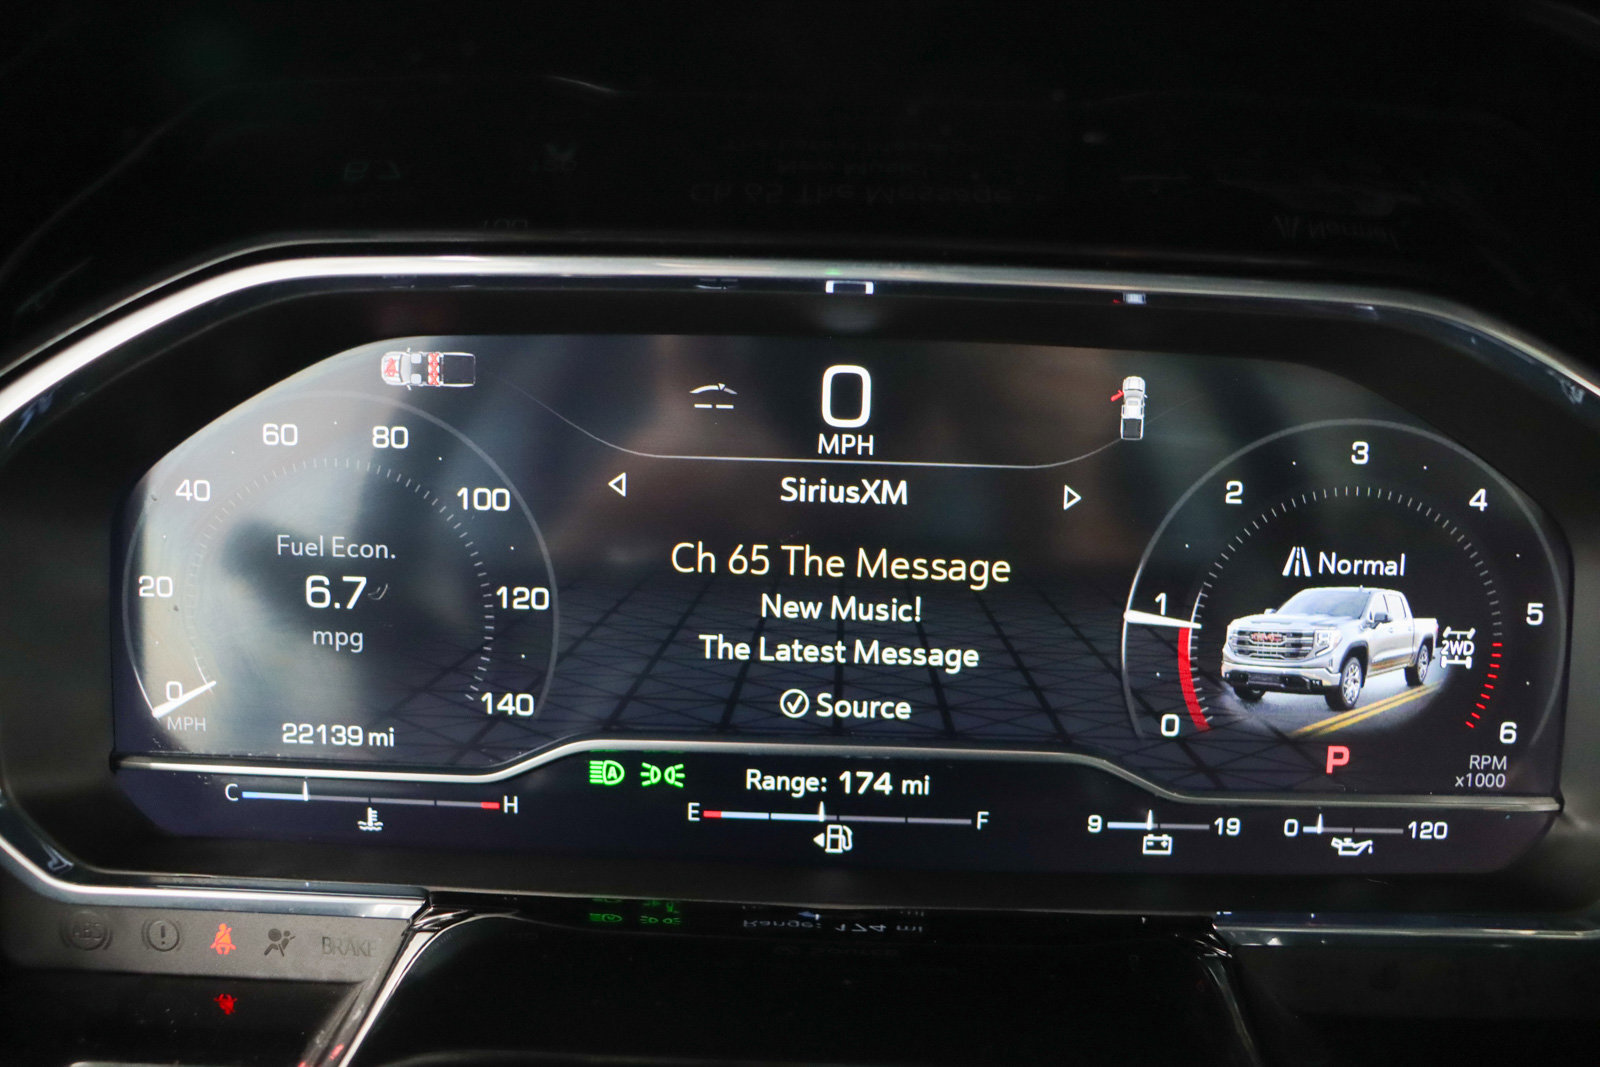 0
MPH
SiriusXM
Ch 65 The Message
New Music!
The Latest Message
Source
0
20
40
60
80
100
120
140
MPH
Fuel Econ.
6.7
mpg
22139 mi
0
1
2
3
4
5
6
Normal
GMC
2WD
P
RPM
x1000
C H
A
Range: 174 mi
E F
9 19
0 120
ABS
!
BRAKE